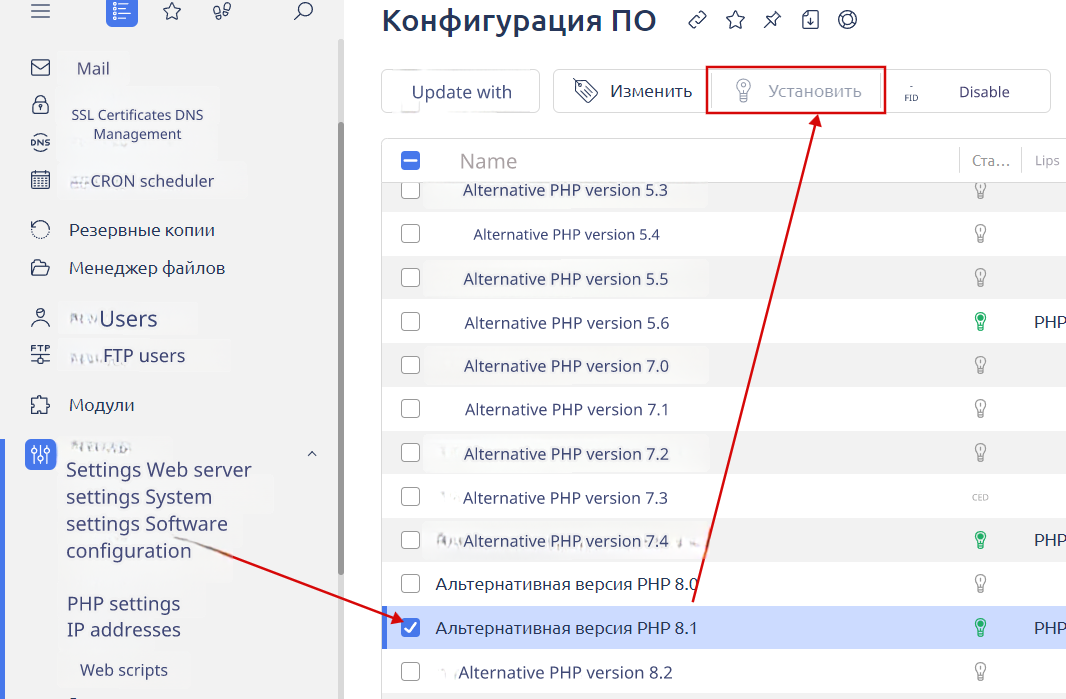 Конфигурация ПО
Update with
Изменить
Установить
FID
Disable
Mail
SSL Certificates DNS
Management
DNS
CRON scheduler
Резервные копии
Менеджер файлов
Users
FTP
FTP users
Модули
Settings Web server
settings System
settings Software
configuration
PHP settings
IP addresses
Web scripts
Name
Ста...
Lips
Alternative PHP version 5.3
Alternative PHP version 5.4
Alternative PHP version 5.5
Alternative PHP version 5.6
PHP
Alternative PHP version 7.0
Alternative PHP version 7.1
Alternative PHP version 7.2
Alternative PHP version 7.3
CED
Alternative PHP version 7.4
PHP
Альтернативная версия PHP 8.0
Альтернативная версия PHP 8.1
PHP
Alternative PHP version 8.2